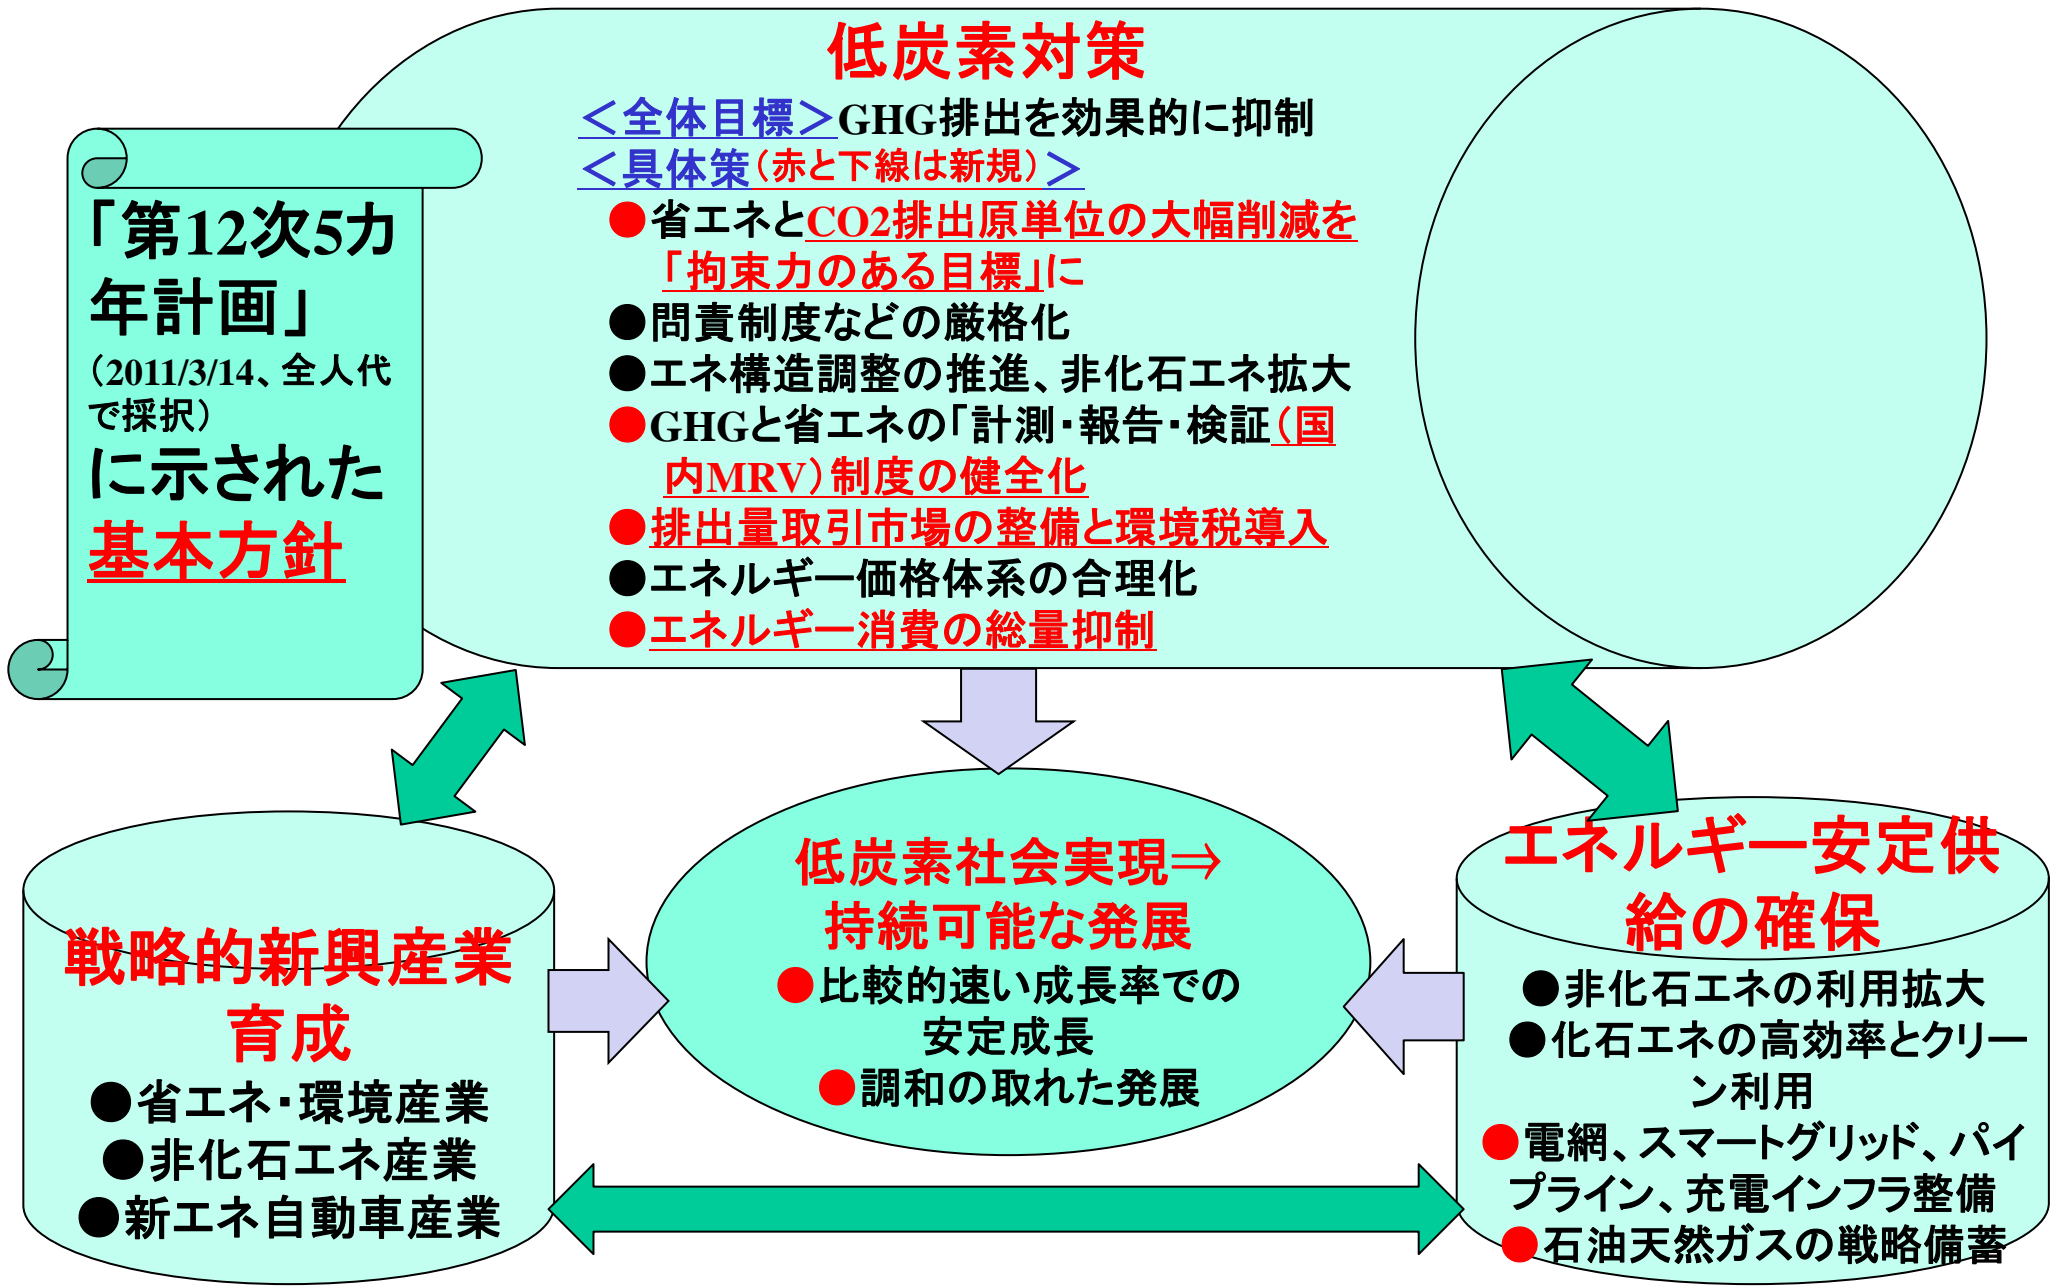 低炭素対策
＜全体目標＞GHG排出を効果的に抑制
＜具体策（赤と下線は新規）＞
●省エネとCO2排出原単位の大幅削減を
「拘束力のある目標」に
●問責制度などの厳格化
●エネ構造調整の推進、非化石エネ拡大
●GHGと省エネの「計測・報告・検証（国
内MRV）制度の健全化
●排出量取引市場の整備と環境税導入
●エネルギー価格体系の合理化
●エネルギー消費の総量抑制
「第12次5カ
年計画」
（2011/3/14、全人代
で採択）
に示された
基本方針
戦略的新興産業
育成
●省エネ・環境産業
●非化石エネ産業
●新エネ自動車産業
低炭素社会実現⇒
持続可能な発展
●比較的速い成長率での
安定成長
●調和の取れた発展
エネルギー安定供
給の確保
●非化石エネの利用拡大
●化石エネの高効率とクリー
ン利用
●電網、スマートグリッド、パイ
プライン、充電インフラ整備
●石油天然ガスの戦略備蓄